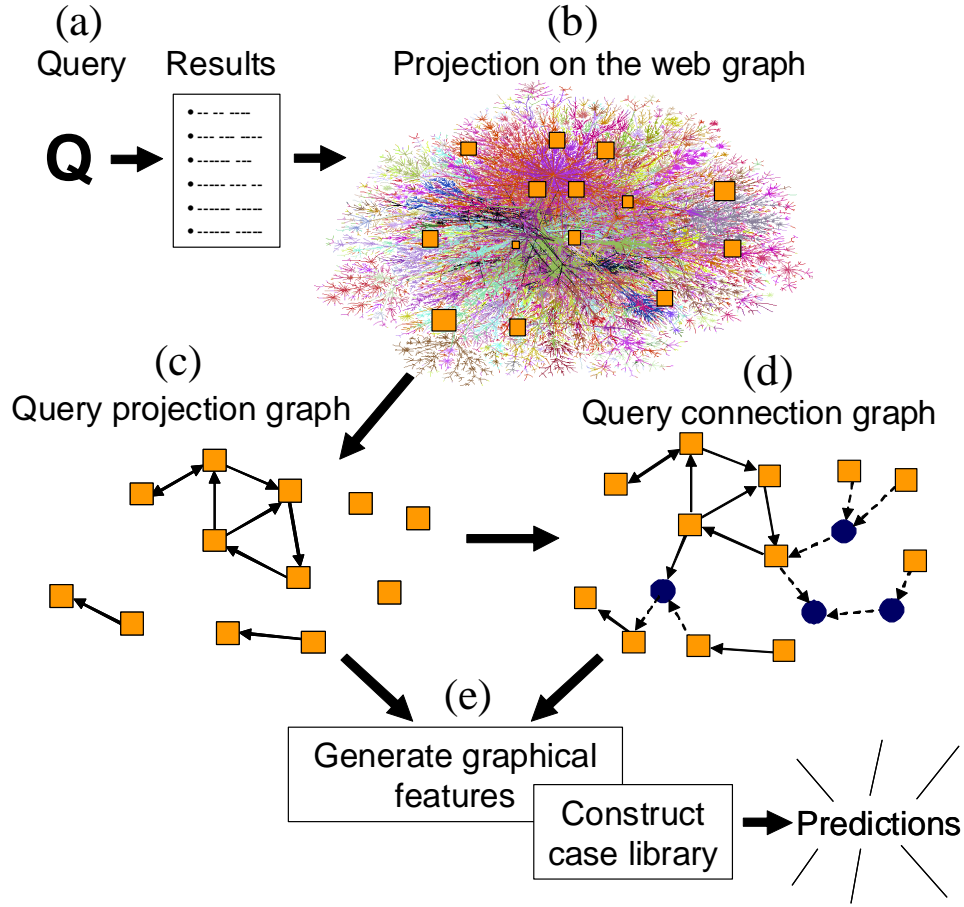 (a)
Query
Results
Q
(b)
Projection on the web graph
(c)
Query projection graph
(d)
Query connection graph
(e)
Generate graphical
features
Construct
case library
Predictions